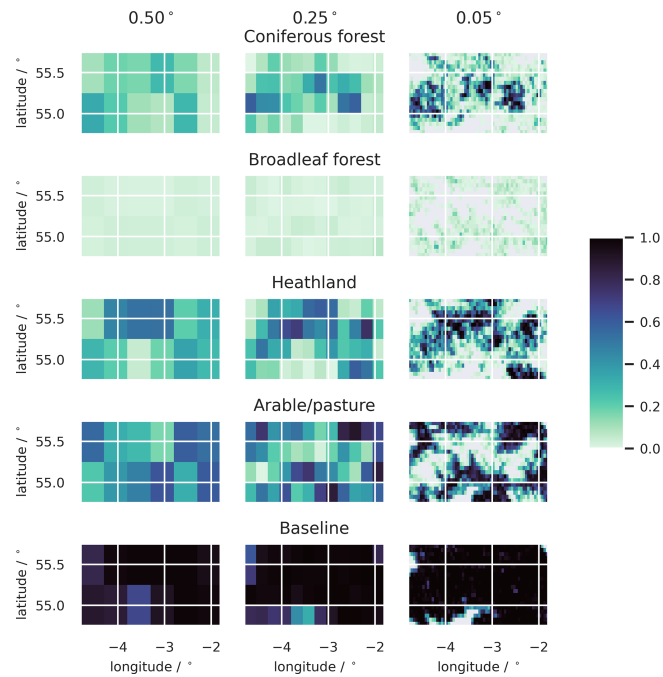 0.50°
0.25°
0.05°
Coniferous forest
latitude / °
55.5
55.0
Broadleaf forest
latitude / °
55.5
55.0
Heathland
latitude / °
55.5
55.0
Arable/pasture
latitude / °
55.5
55.0
Baseline
latitude / °
55.5
55.0
−4
−3
−2
−4
−3
−2
−4
−3
−2
longitude / °
longitude / °
longitude / °
1.0
0.8
0.6
0.4
0.2
0.0